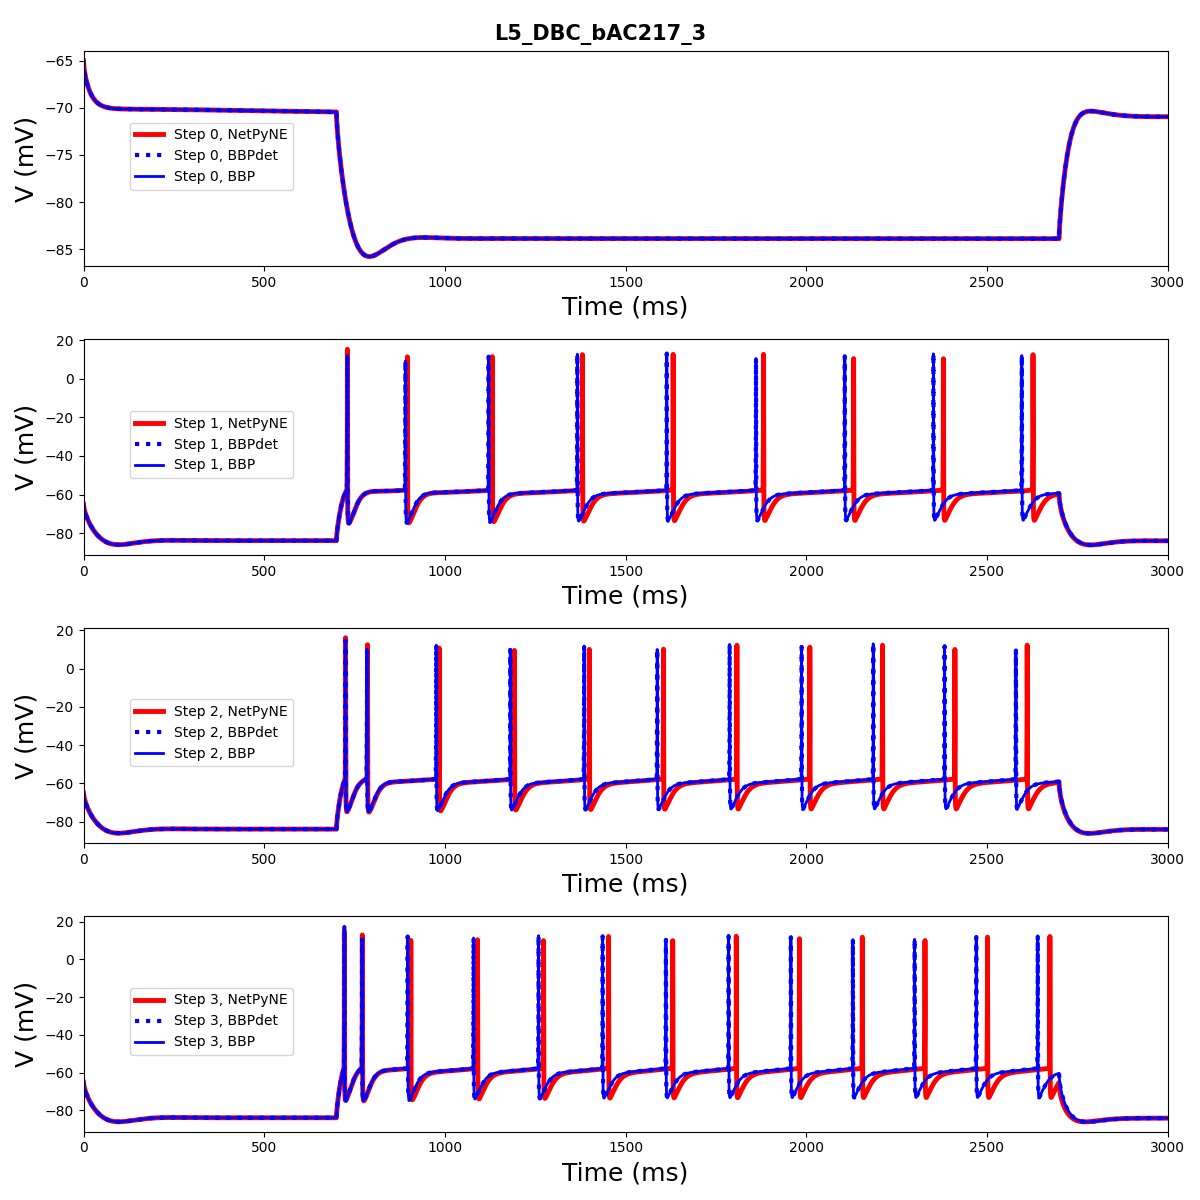 L5_DBC_bAC217_3
−65
−70
−75
−80
−85
V (mV)
Step 0, NetPyNE
Step 0, BBPdet
Step 0, BBP
0 500 1000 1500 2000 2500 3000
Time (ms)
20
0
−20
−40
−60
−80
V (mV)
Step 1, NetPyNE
Step 1, BBPdet
Step 1, BBP
0 500 1000 1500 2000 2500 3000
Time (ms)
20
0
−20
−40
−60
−80
V (mV)
Step 2, NetPyNE
Step 2, BBPdet
Step 2, BBP
0 500 1000 1500 2000 2500 3000
Time (ms)
20
0
−20
−40
−60
−80
V (mV)
Step 3, NetPyNE
Step 3, BBPdet
Step 3, BBP
0 500 1000 1500 2000 2500 3000
Time (ms)